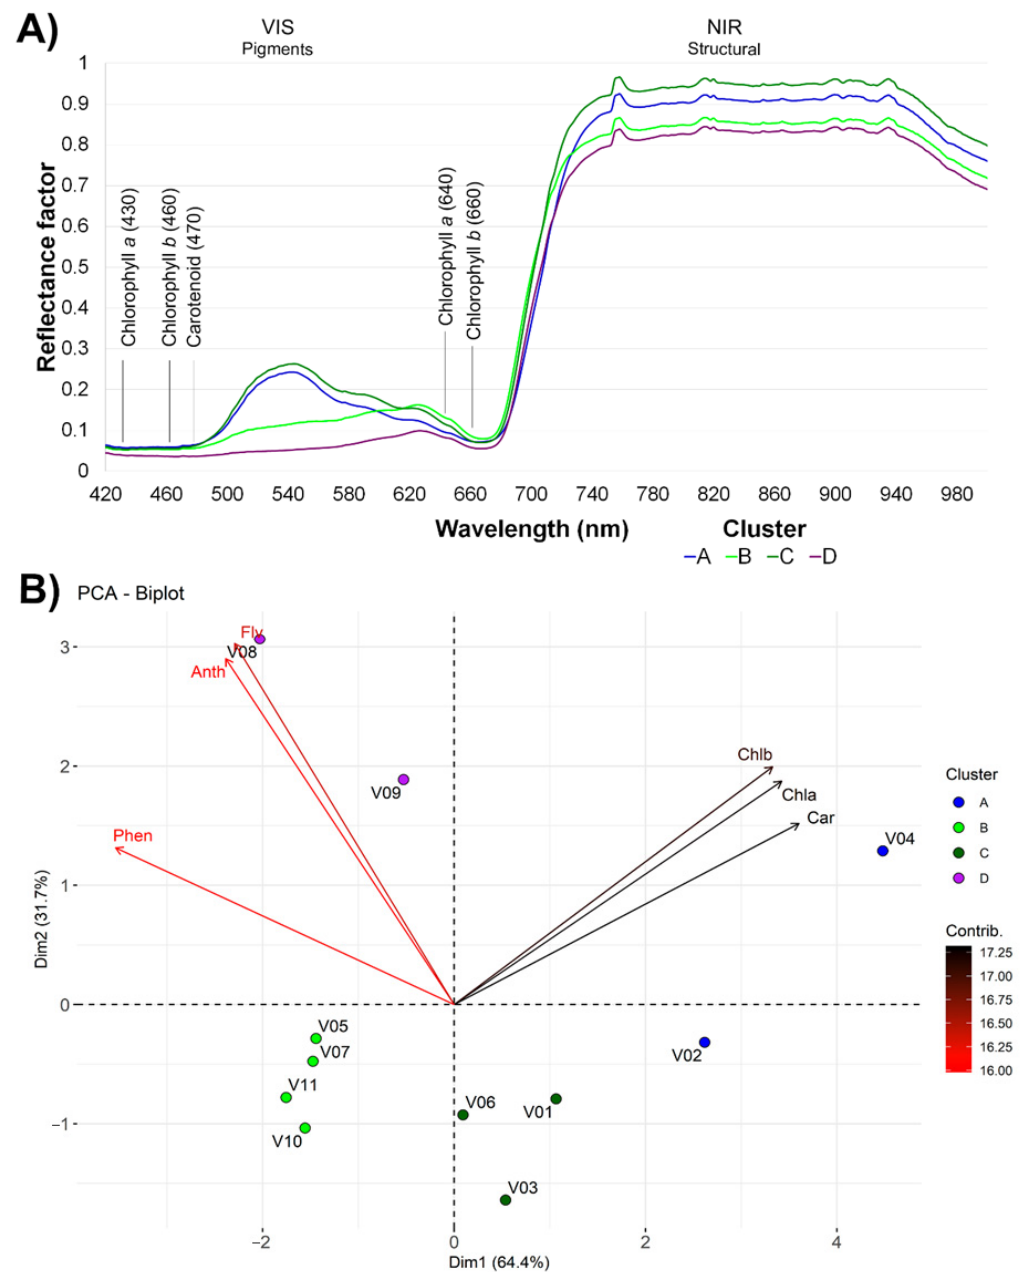 A)
VIS
Pigments
NIR
Structural
1
0.9
0.8
0.7
0.6
0.5
0.4
0.3
0.2
0.1
0
Reflectance factor
Chlorophyll a (430)
Chlorophyll b (460)
Carotenoid (470)
Chlorophyll a (640)
Chlorophyll b (660)
420 460 500 540 580 620 660 700 740 780 820 860 900 940 980
Wavelength (nm)
Cluster
A B C D
B)
PCA - Biplot
3
2
1
0
−1
Dim2 (31.7%)
Flv
V08
Anth
V09
Phen
Chlb
Chla
Car
V04
V05
V07
V11
V10
V06
V01
V02
V03
−2 0 2 4
Dim1 (64.4%)
Cluster
A
B
C
D
Contrib.
17.25
17.00
16.75
16.50
16.25
16.00